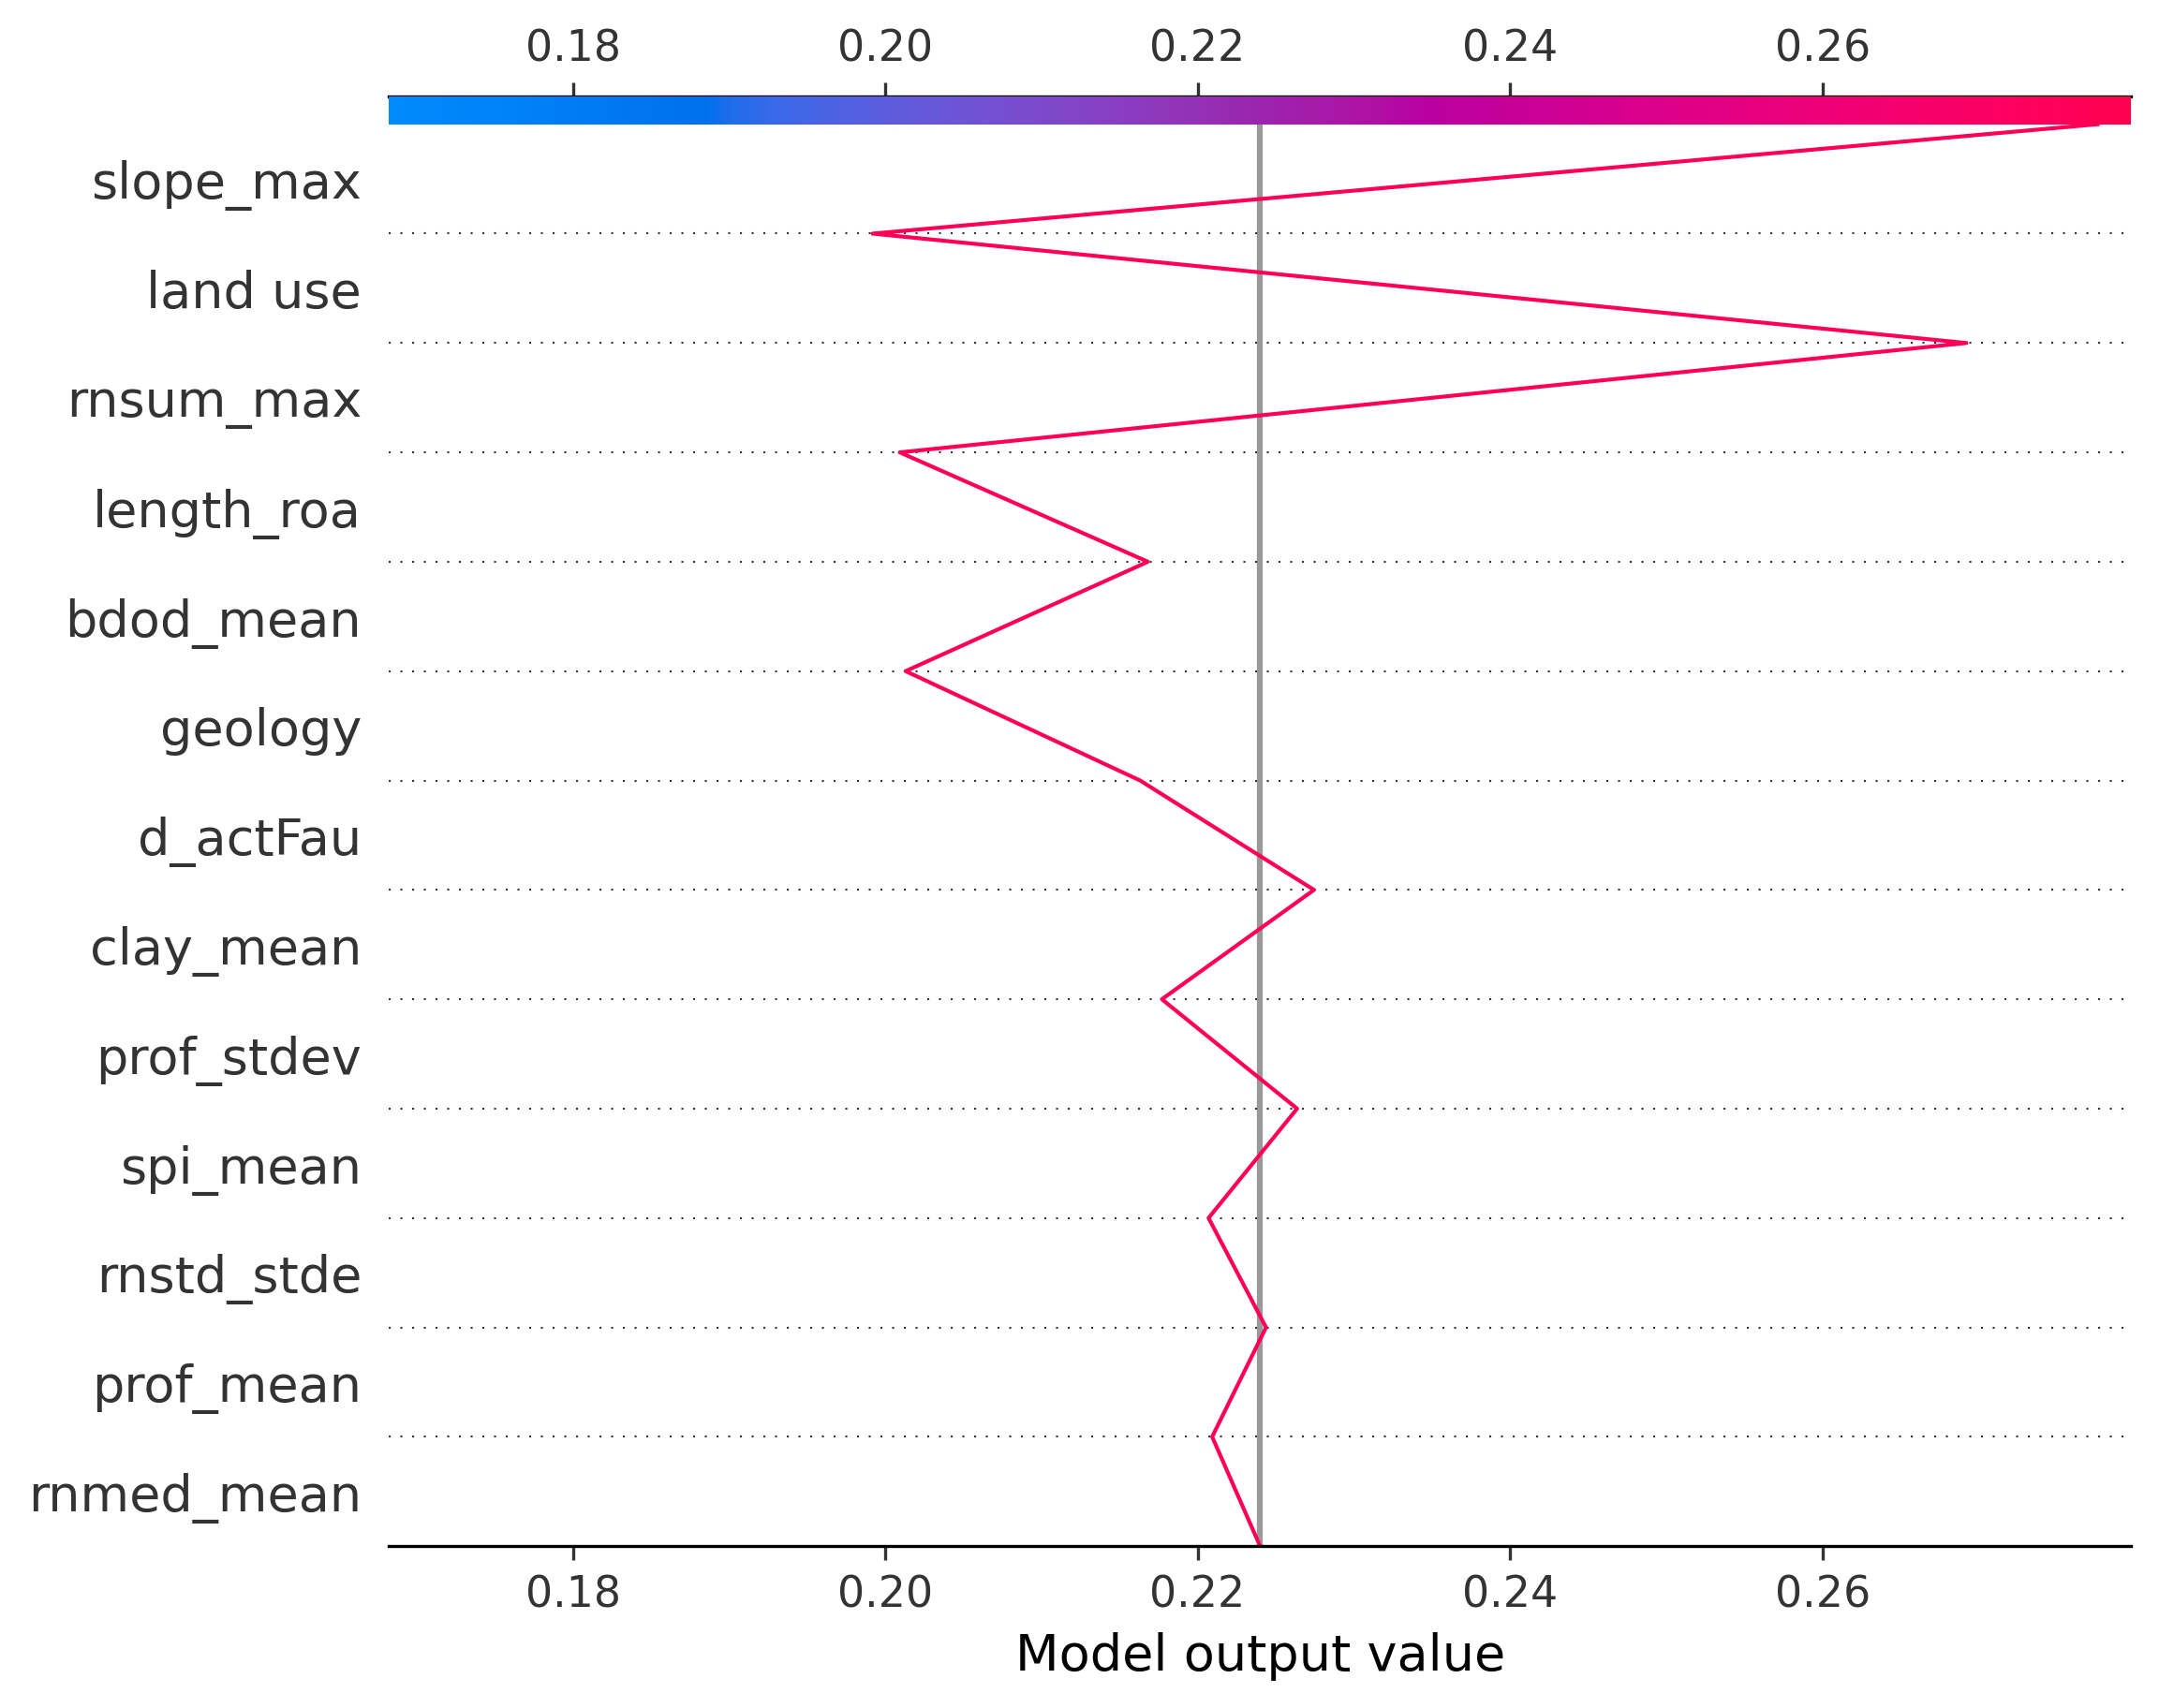 0.18 0.20 0.22 0.24 0.26
slope_max
land use
rnsum_max
length_roa
bdod_mean
geology
d_actFau
clay_mean
prof_stdev
spi_mean
rnstd_stde
prof_mean
rnmed_mean
0.18 0.20 0.22 0.24 0.26
Model output value